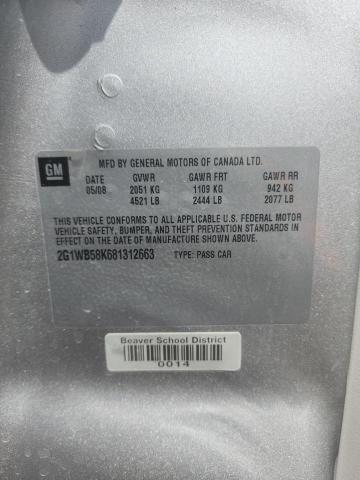 GM
MFD BY GENERAL MOTORS OF CANADA LTD.
DATE GVWR GAWR FRT GAWR RR
05/08 2051 KG 1109 KG 942 KG
4521 LB 2444 LB 2077 LB
THIS VEHICLE CONFORMS TO ALL APPLICABLE U.S. FEDERAL MOTOR
VEHICLE SAFETY, BUMPER, AND THEFT PREVENTION STANDARDS IN
EFFECT ON THE DATE OF MANUFACTURE SHOWN ABOVE.
2G1WB58K681312663 TYPE: PASS CAR
Beaver School District
0014